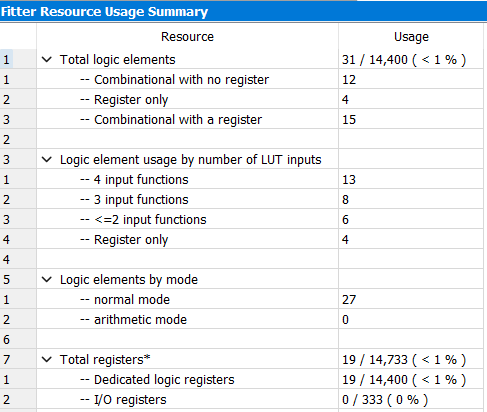 Fitter Resource Usage Summary
Resource Usage
1 Total logic elements 31 / 14,400 ( < 1 % )
1 -- Combinational with no register 12
2 -- Register only 4
3 -- Combinational with a register 15
2
3 Logic element usage by number of LUT inputs
1 -- 4 input functions 13
2 -- 3 input functions 8
3 -- <=2 input functions 6
4 -- Register only 4
4
5 Logic elements by mode
1 -- normal mode 27
2 -- arithmetic mode 0
6
7 Total registers* 19 / 14,733 ( < 1 % )
1 -- Dedicated logic registers 19 / 14,400 ( < 1 % )
2 -- I/O registers 0 / 333 ( 0 % )